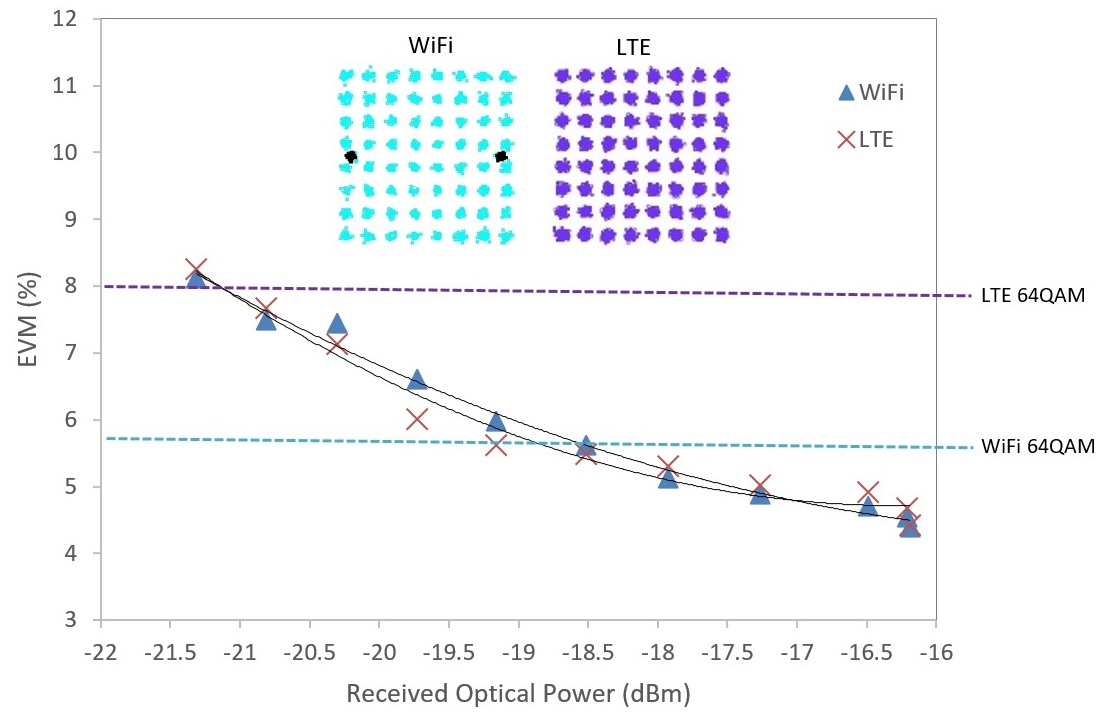 12
11
10
9
8
7
6
5
4
3
EVM (%)
WiFi LTE
WiFi
LTE
LTE 64QAM
WiFi 64QAM
-22 -21.5 -21 -20.5 -20 -19.5 -19 -18.5 -18 -17.5 -17 -16.5 -16
Received Optical Power (dBm)